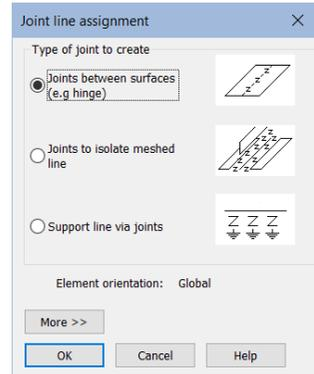 Joint line assignment
Type of joint to create
Joints between surfaces
(e.g hinge)
Joints to isolate meshed
line
Support line via joints
Element orientation: Global
More >>
OK Cancel Help